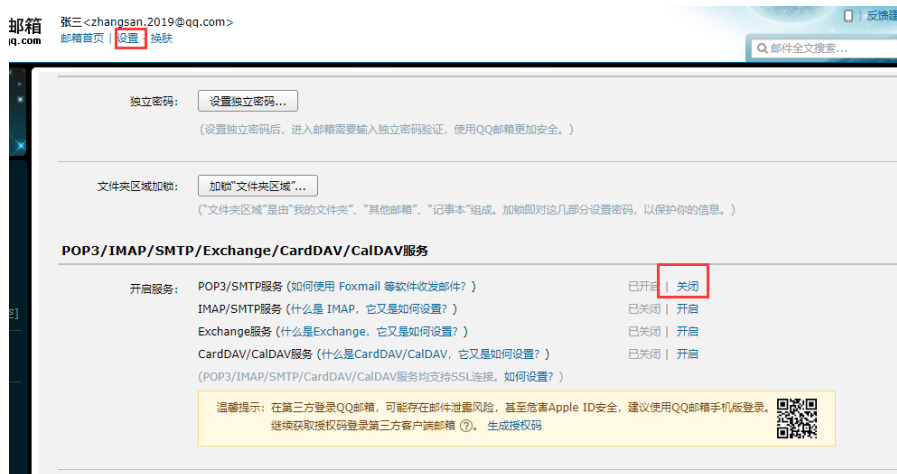 邮箱
张三<zhangsan.2019@qq.com>
qq.com
邮箱首页 | 设置 - 换肤
反馈建
邮件全文搜索...
独立密码：
设置独立密码...
(设置独立密码后，进入邮箱需要输入独立密码验证，使用QQ邮箱更加安全。)
文件夹区域加锁：
加锁"文件夹区域"...
("文件夹区域"是由"我的文件夹"、"其他邮箱"、"记事本"组成。加锁即对这几部分设置密码，以保护你的信息。)
POP3/IMAP/SMTP/Exchange/CardDAV/CalDAV服务
开启服务：
POP3/SMTP服务 (如何使用 Foxmail 等软件收发邮件？) 已开启 | 关闭
IMAP/SMTP服务 (什么是 IMAP，它又是如何设置？) 已关闭 | 开启
Exchange服务 (什么是Exchange，它又是如何设置？) 已关闭 | 开启
CardDAV/CalDAV服务 (什么是CardDAV/CalDAV，它又是如何设置？) 已关闭 | 开启
(POP3/IMAP/SMTP/CardDAV/CalDAV服务均支持SSL连接。如何设置？)
温馨提示：在第三方登录QQ邮箱，可能存在邮件泄露风险，甚至危害Apple ID安全，建议使用QQ邮箱手机版登录。
继续获取授权码登录第三方客户端邮箱 ?。 生成授权码